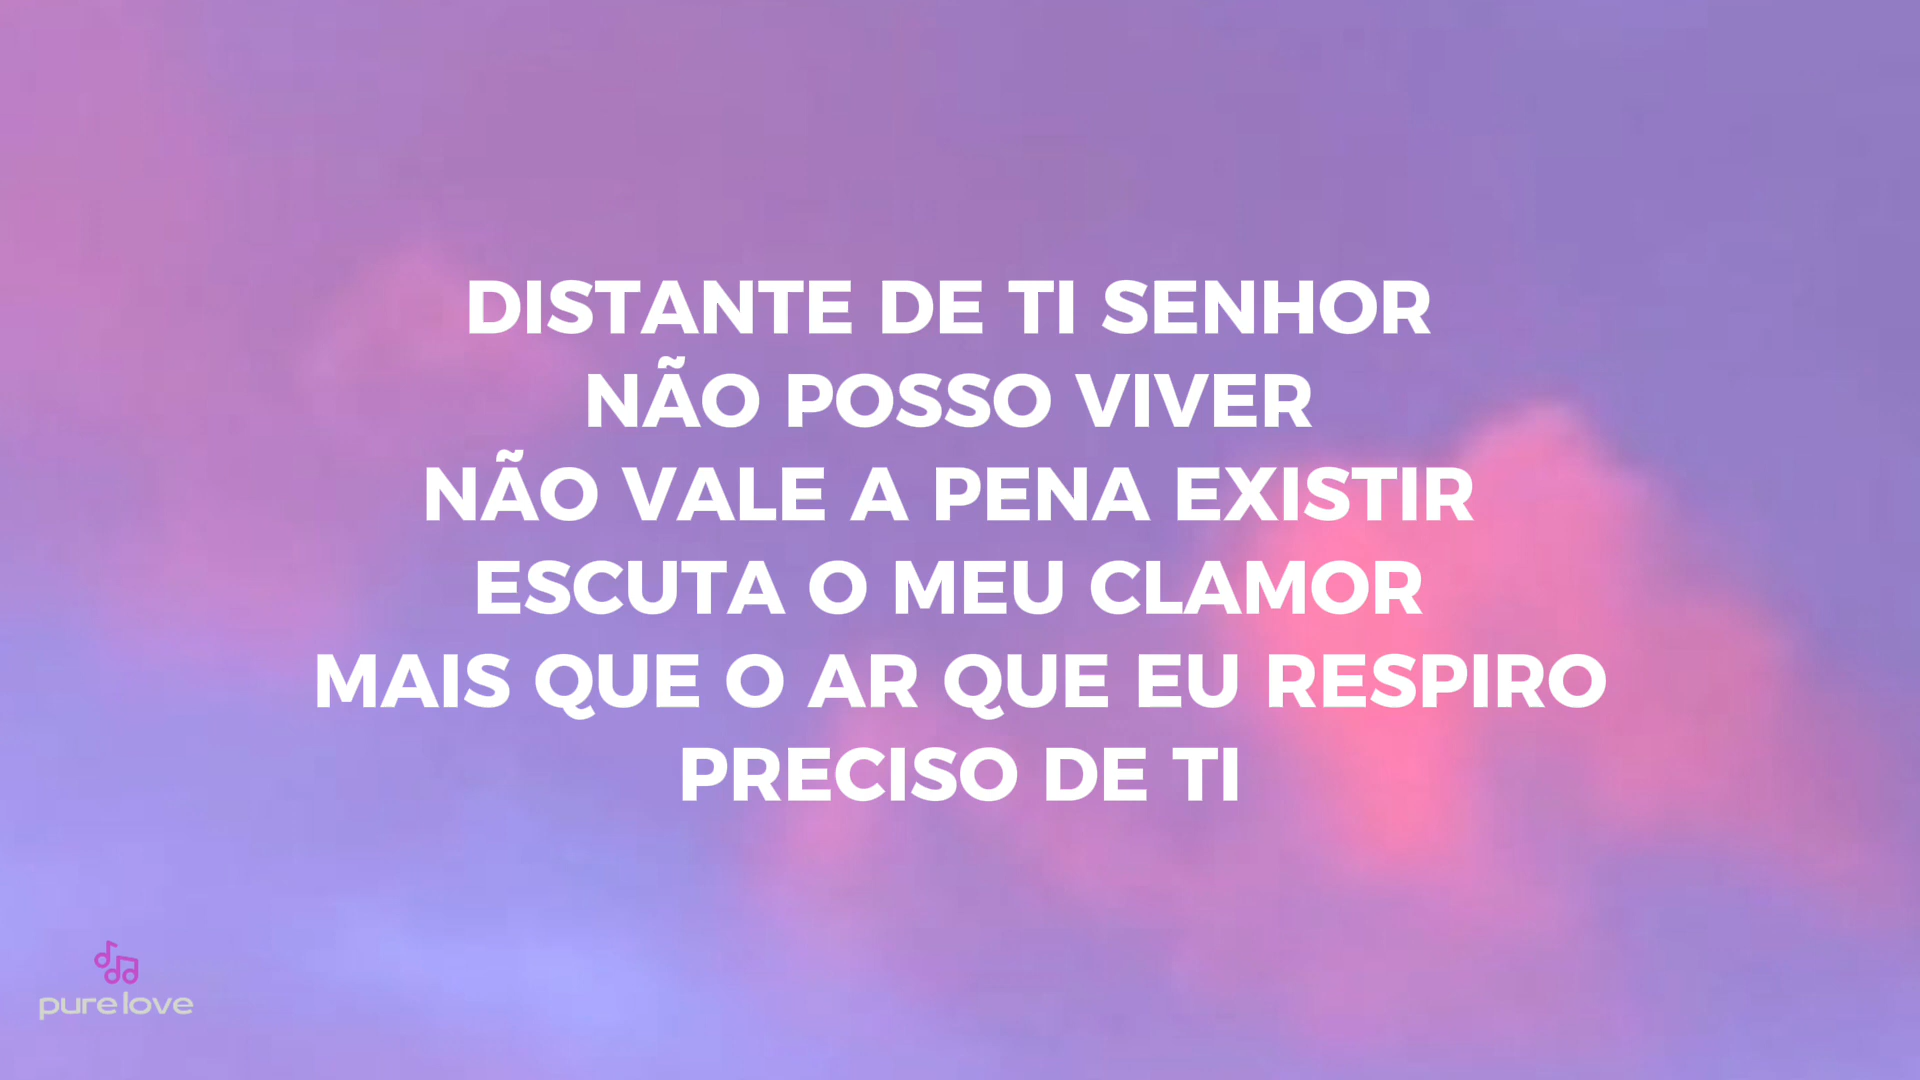 DISTANTE DE TI SENHOR
NÃO POSSO VIVER
NÃO VALE A PENA EXISTIR
ESCUTA O MEU CLAMOR
MAIS QUE O AR QUE EU RESPIRO
PRECISO DE TI
pure love